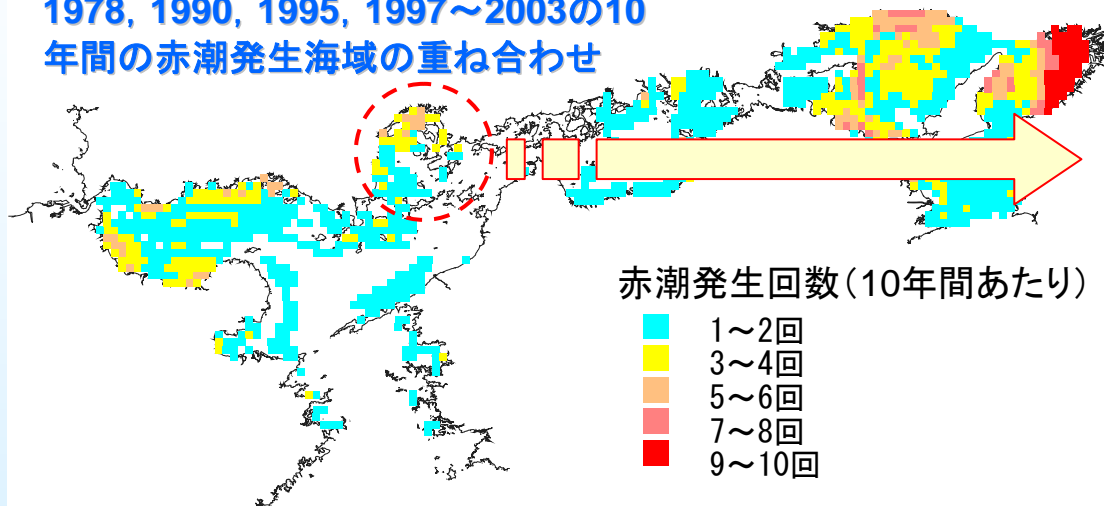 1978, 1990, 1995, 1997～2003の10
年間の赤潮発生海域の重ね合わせ
赤潮発生回数（10年間あたり）
1～2回
3～4回
5～6回
7～8回
9～10回